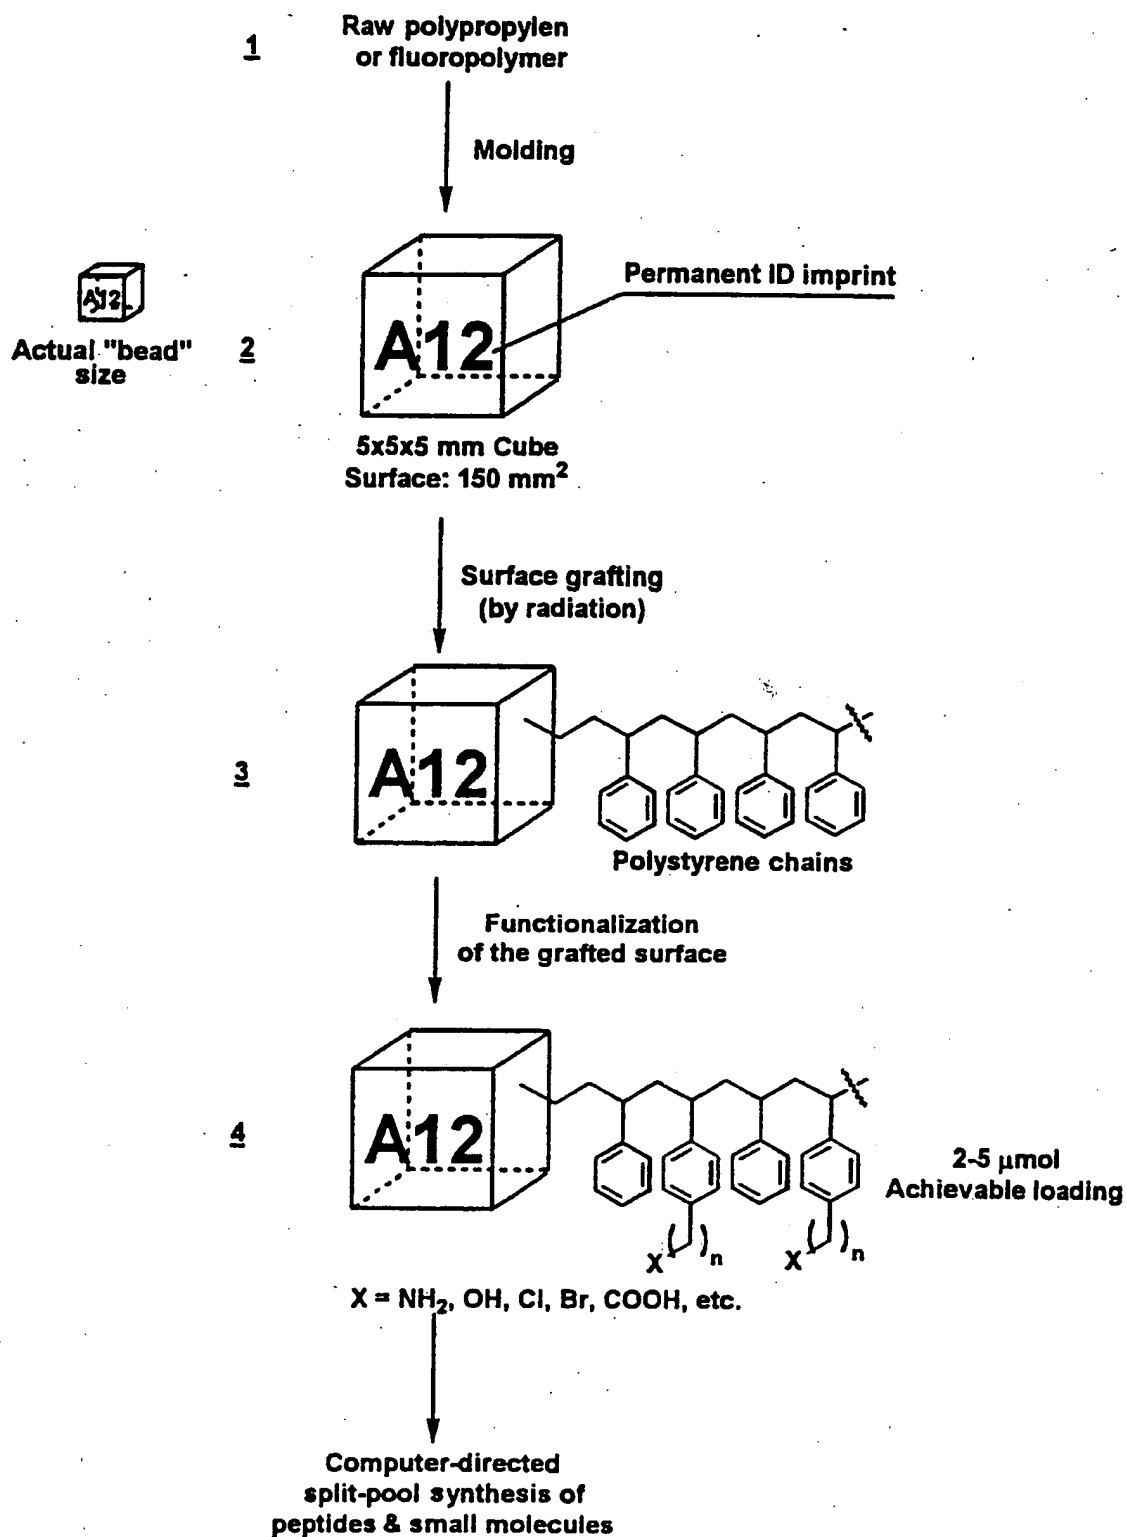 1
Raw polypropylen
or fluoropolymer
Molding
A12
Actual "bead"
size
2
A12
Permanent ID imprint
5x5x5 mm Cube
Surface: 150 mm²
Surface grafting
(by radiation)
3
A12
Polystyrene chains
Functionalization
of the grafted surface
4
A12
X ( ) n
X ( ) n
2-5 μmol
Achievable loading
X = NH₂, OH, Cl, Br, COOH, etc.
Computer-directed
split-pool synthesis of
peptides & small molecules